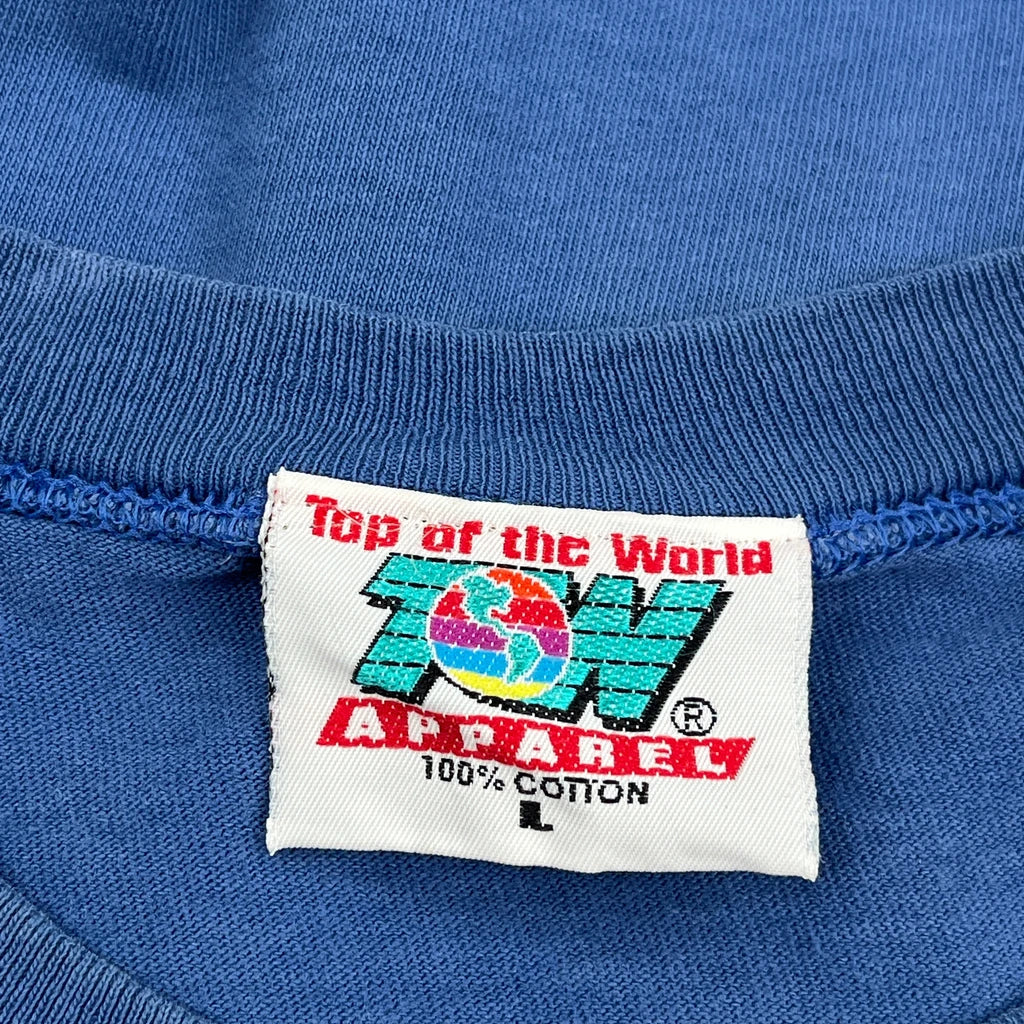 Top of the World
TOW
®
APPAREL
100% COTTON
L